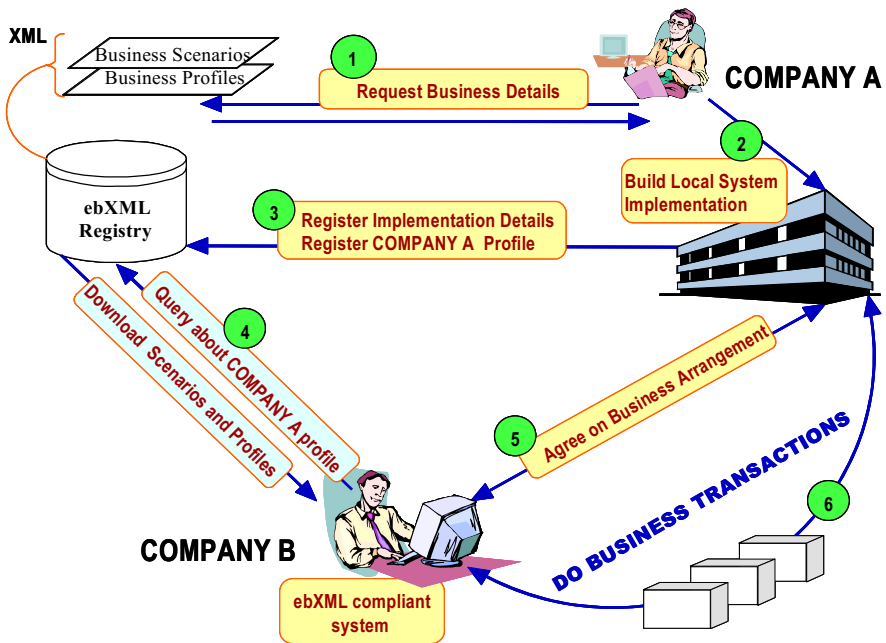 XML
Business Scenarios
Business Profiles
1
Request Business Details
COMPANY A
2
Build Local System
Implementation
ebXML
Registry
3
Register Implementation Details
Register COMPANY A Profile
4
Query about COMPANY A profile
Download Scenarios and Profiles
5
Agree on Business Arrangement
DO BUSINESS TRANSACTIONS
6
COMPANY B
ebXML compliant
system